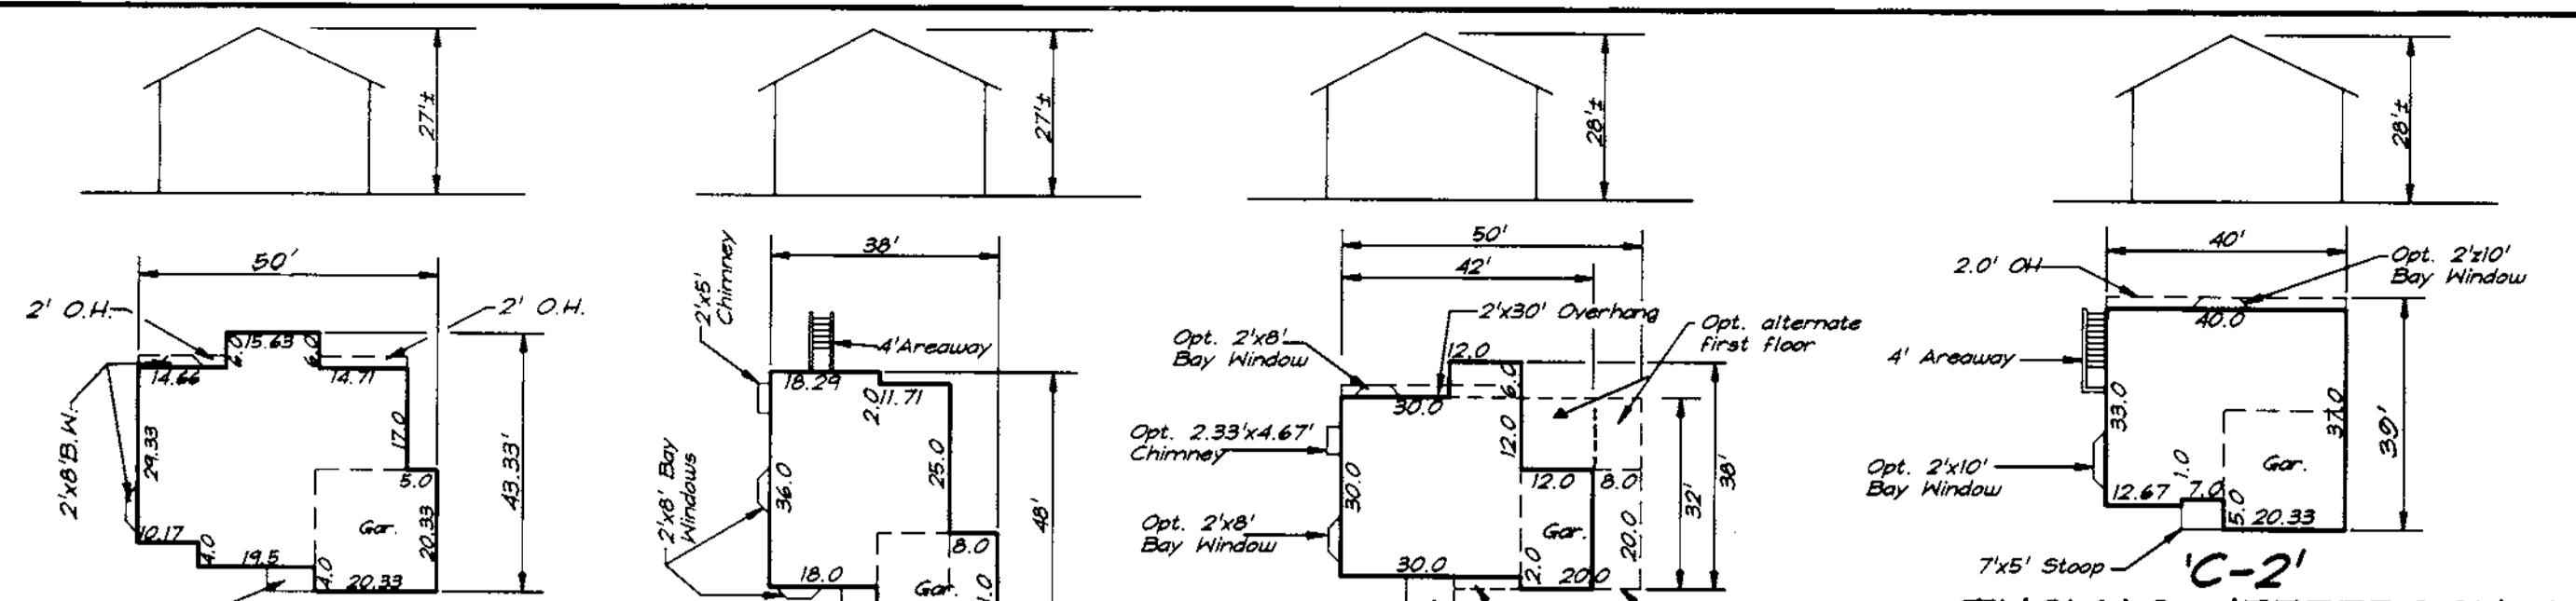 27'±
50'
2' O.H.
2' O.H.
15.63
6.0
6.0
14.66
14.71
2'x8' B.W.
29.33
17.0
43.33'
5.0
10.17
4.0
19.5
4.0
Gar.
20.33
20.33
27'±
38'
2'x5'
Chimney
4' Areaway
18.29
2.0
11.71
36.0
25.0
48'
2'x8' Bay
Windows
8.0
18.0
Gar.
28'±
50'
42'
2'x30' Overhang
Opt. 2'x8'
Bay Window
Opt. alternate
first floor
12.0
6.0
30.0
Opt. 2.33'x4.67'
Chimney
12.0
30.0
12.0
8.0
32'
38'
Opt. 2'x8'
Bay Window
Gar.
20.0
30.0
2.0
20.0
28'±
40'
2.0' OH
Opt. 2'x10'
Bay Window
40.0
4' Areaway
33.0
37.0
39'
Opt. 2'x10'
Bay Window
1.0
Gar.
12.67
7.0
5.0
20.33
7'x5' Stoop
'C-2'